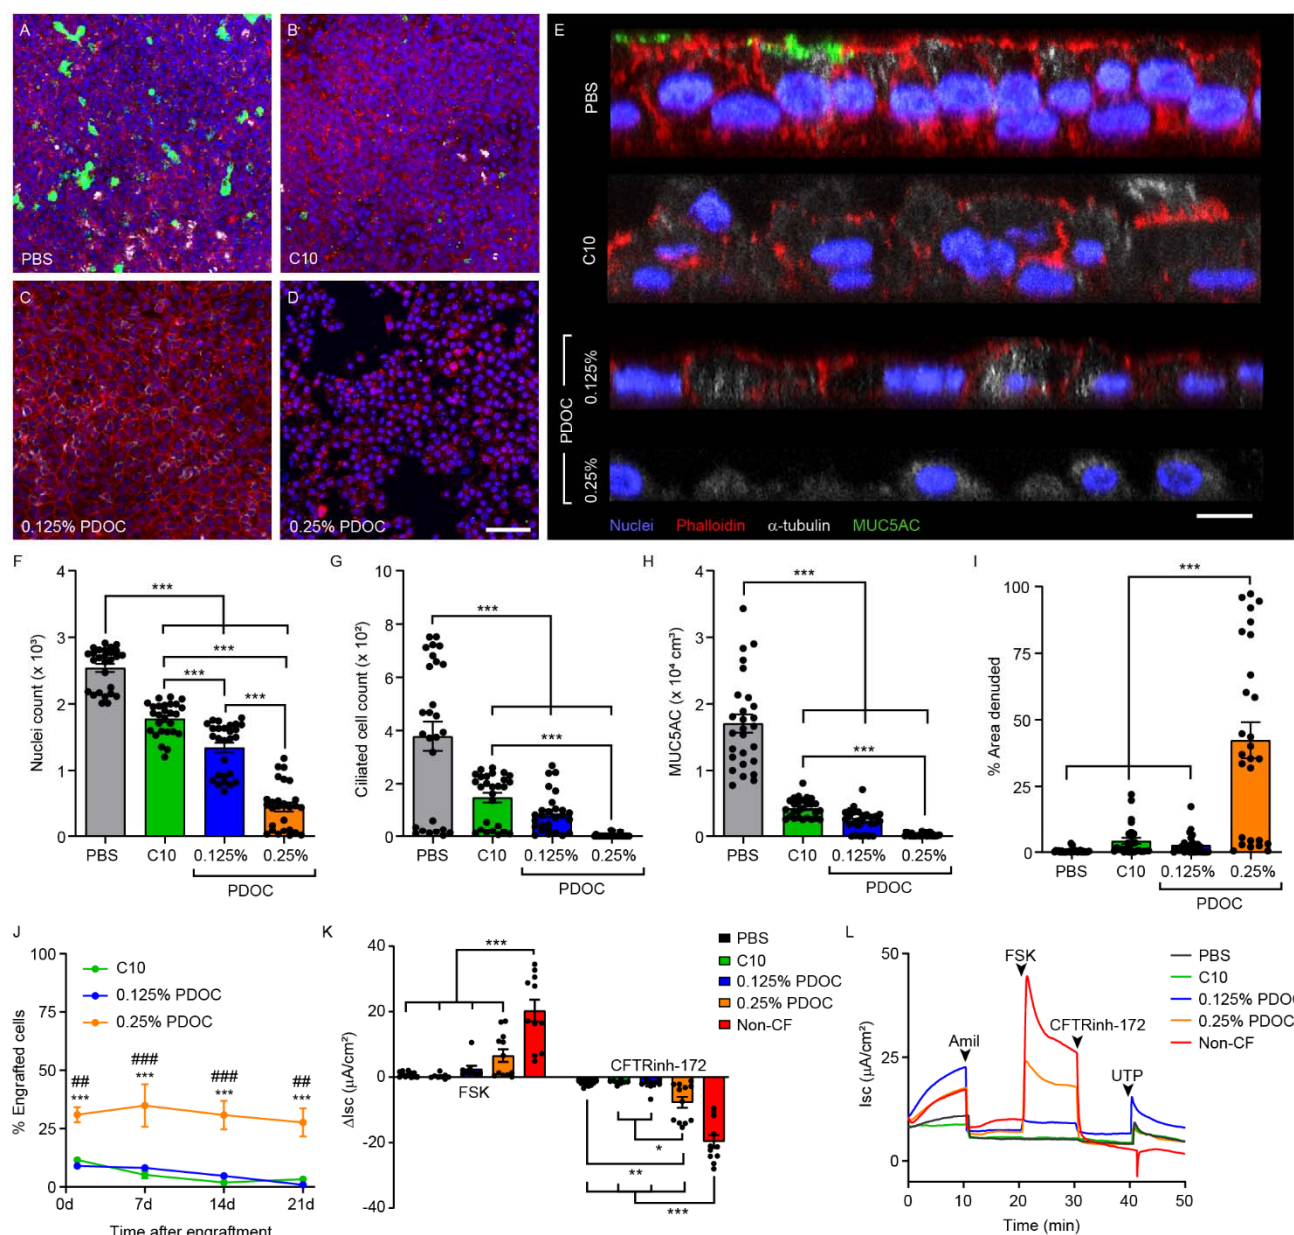 A
PBS
B
C10
C
0.125% PDOC
D
0.25% PDOC
E
PBS
C10
PDOC
0.125%
0.25%
Nuclei Phalloidin α-tubulin MUC5AC
F
Nuclei count (x 10³)
4
3
2
1
0
***
***
***
***
PBS C10 0.125% 0.25%
PDOC
G
Ciliated cell count (x 10²)
10
8
6
4
2
0
***
***
PBS C10 0.125% 0.25%
PDOC
H
MUC5AC (x 10⁴ cm³)
4
3
2
1
0
***
***
PBS C10 0.125% 0.25%
PDOC
I
% Area denuded
100
75
50
25
0
***
PBS C10 0.125% 0.25%
PDOC
J
% Engrafted cells
100
75
50
25
0
C10
0.125% PDOC
0.25% PDOC
## ### ### ##
*** *** *** ***
0d 7d 14d 21d
Time after engraftment
K
ΔIsc (μA/cm²)
40
20
0
-20
-40
***
FSK
CFTRinh-172
*
**
***
PBS
C10
0.125% PDOC
0.25% PDOC
Non-CF
L
Isc (μA/cm²)
50
25
0
Amil
FSK
CFTRinh-172
UTP
PBS
C10
0.125% PDO
0.25% PDOC
Non-CF
0 10 20 30 40 50
Time (min)